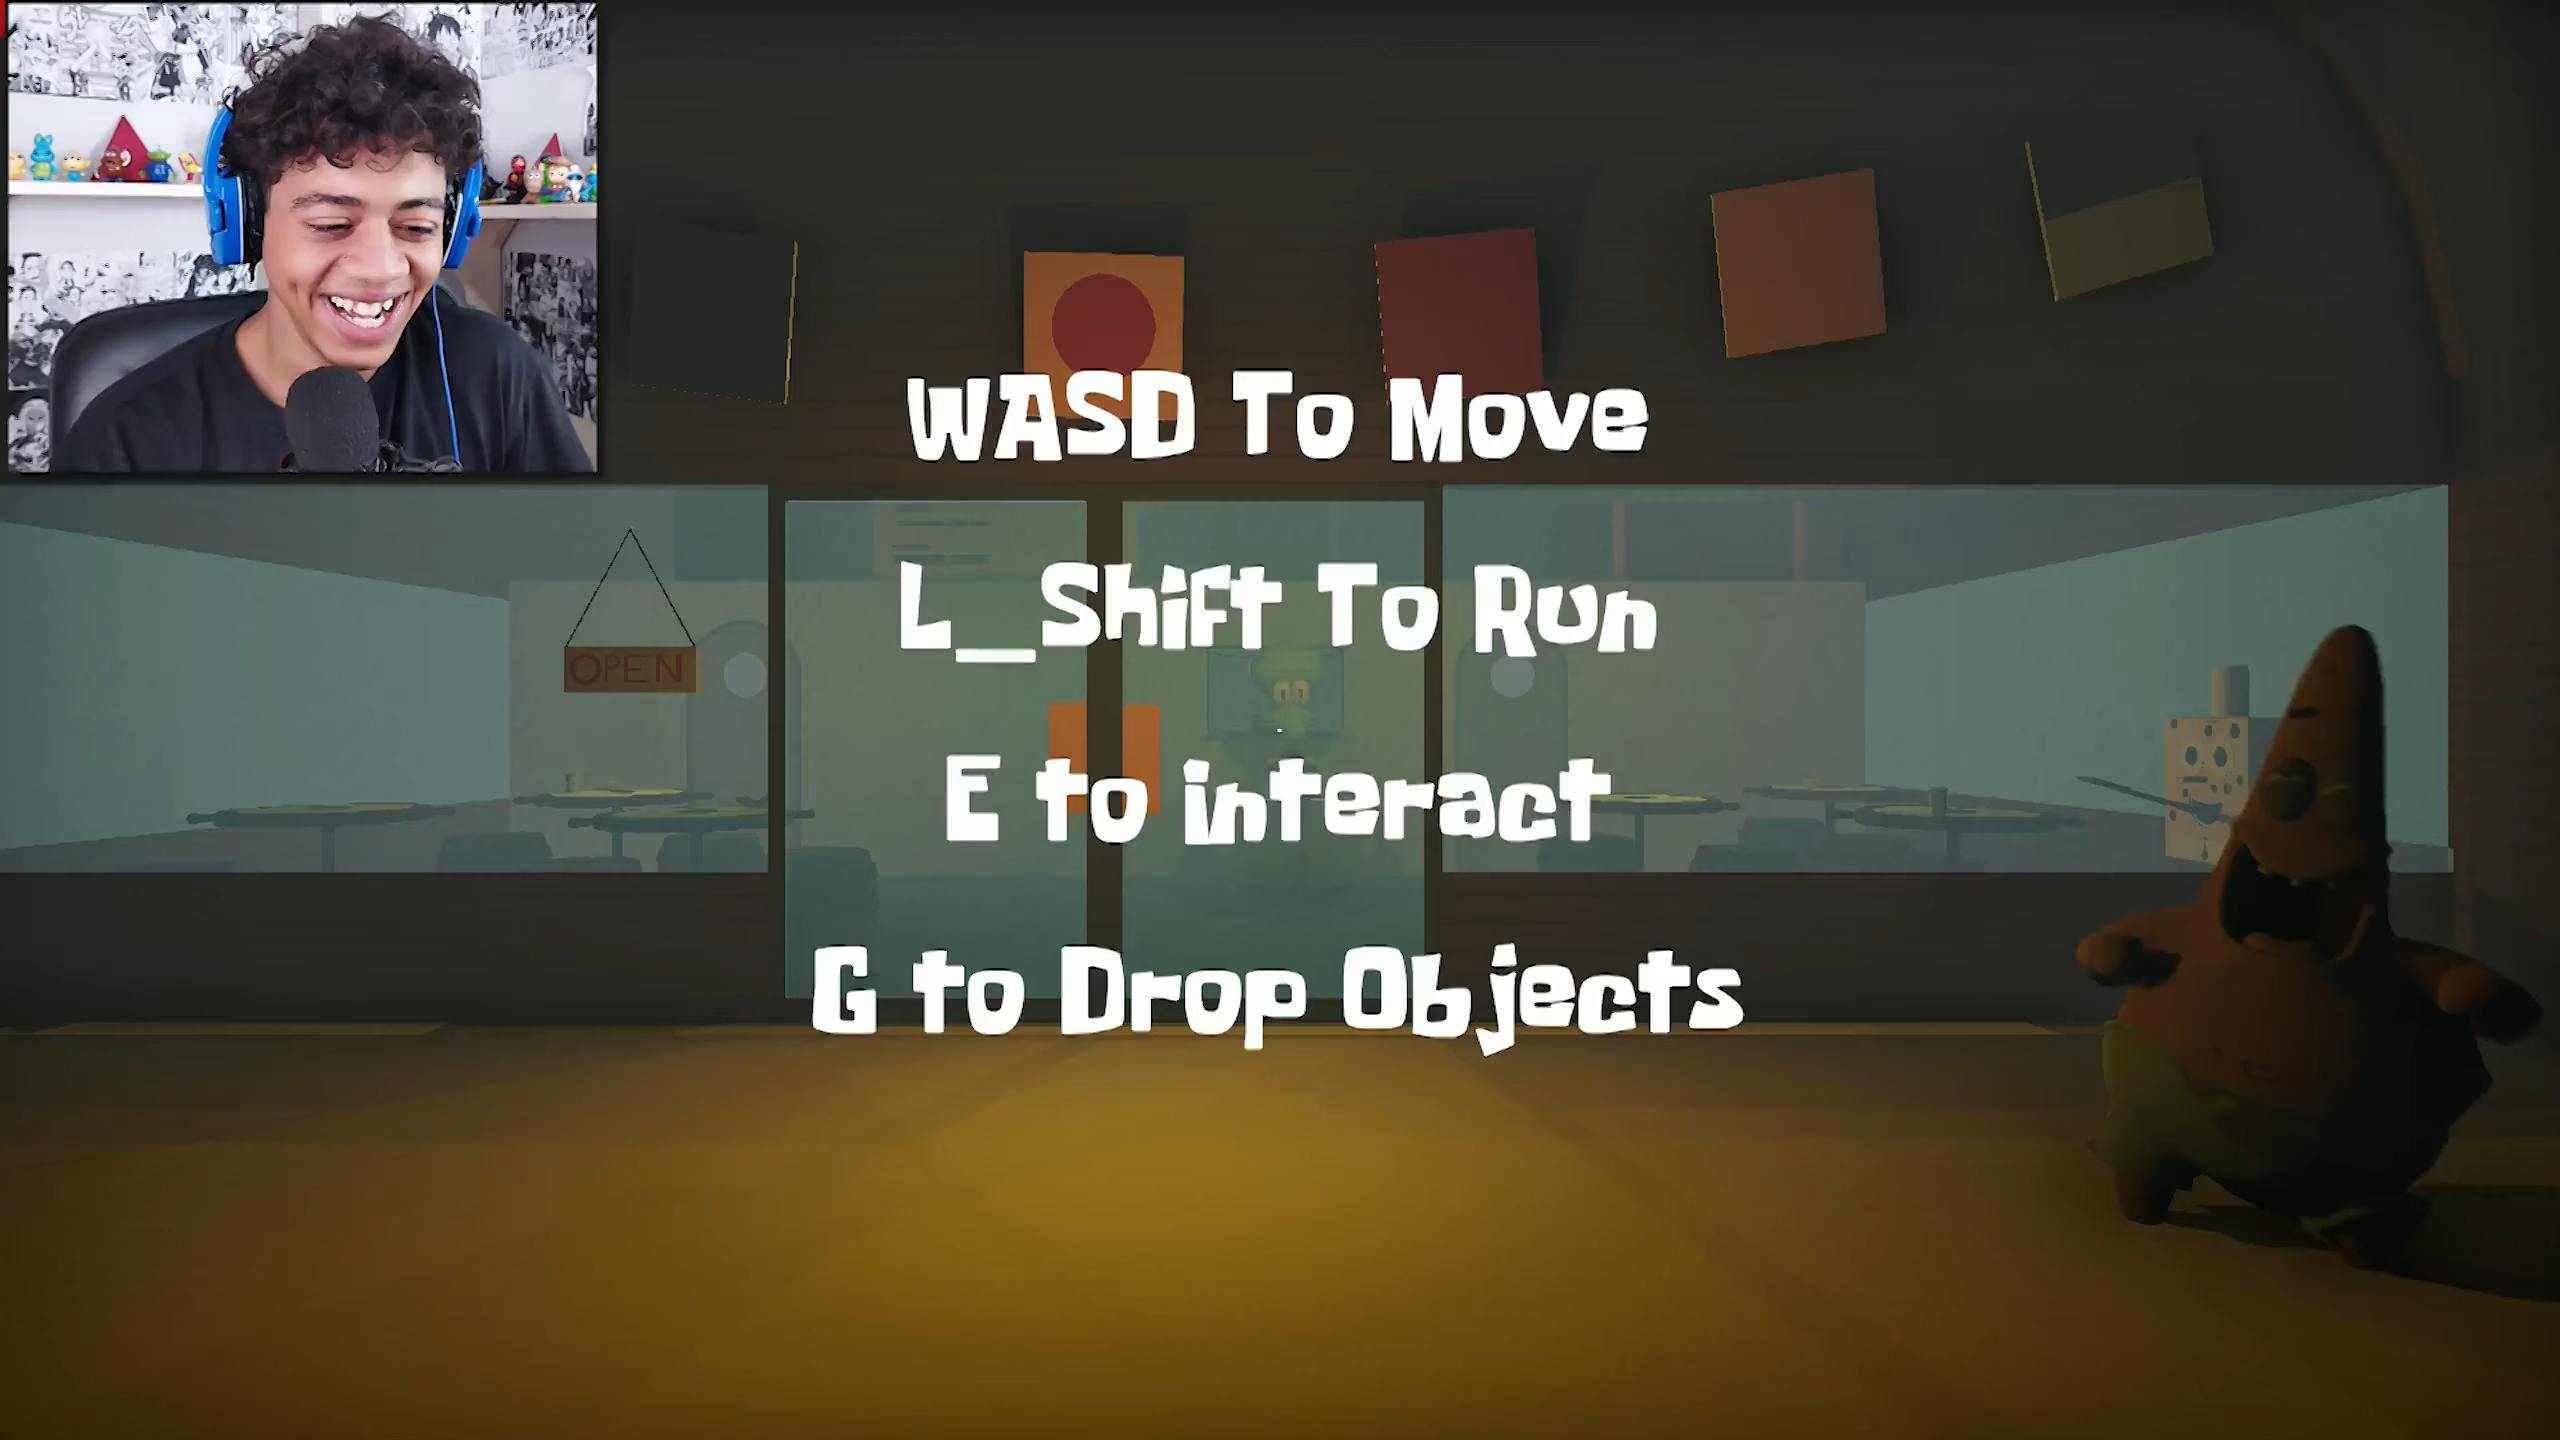 WASD To Move
L_Shift To Run
OPEN
E to interact
G to Drop Objects